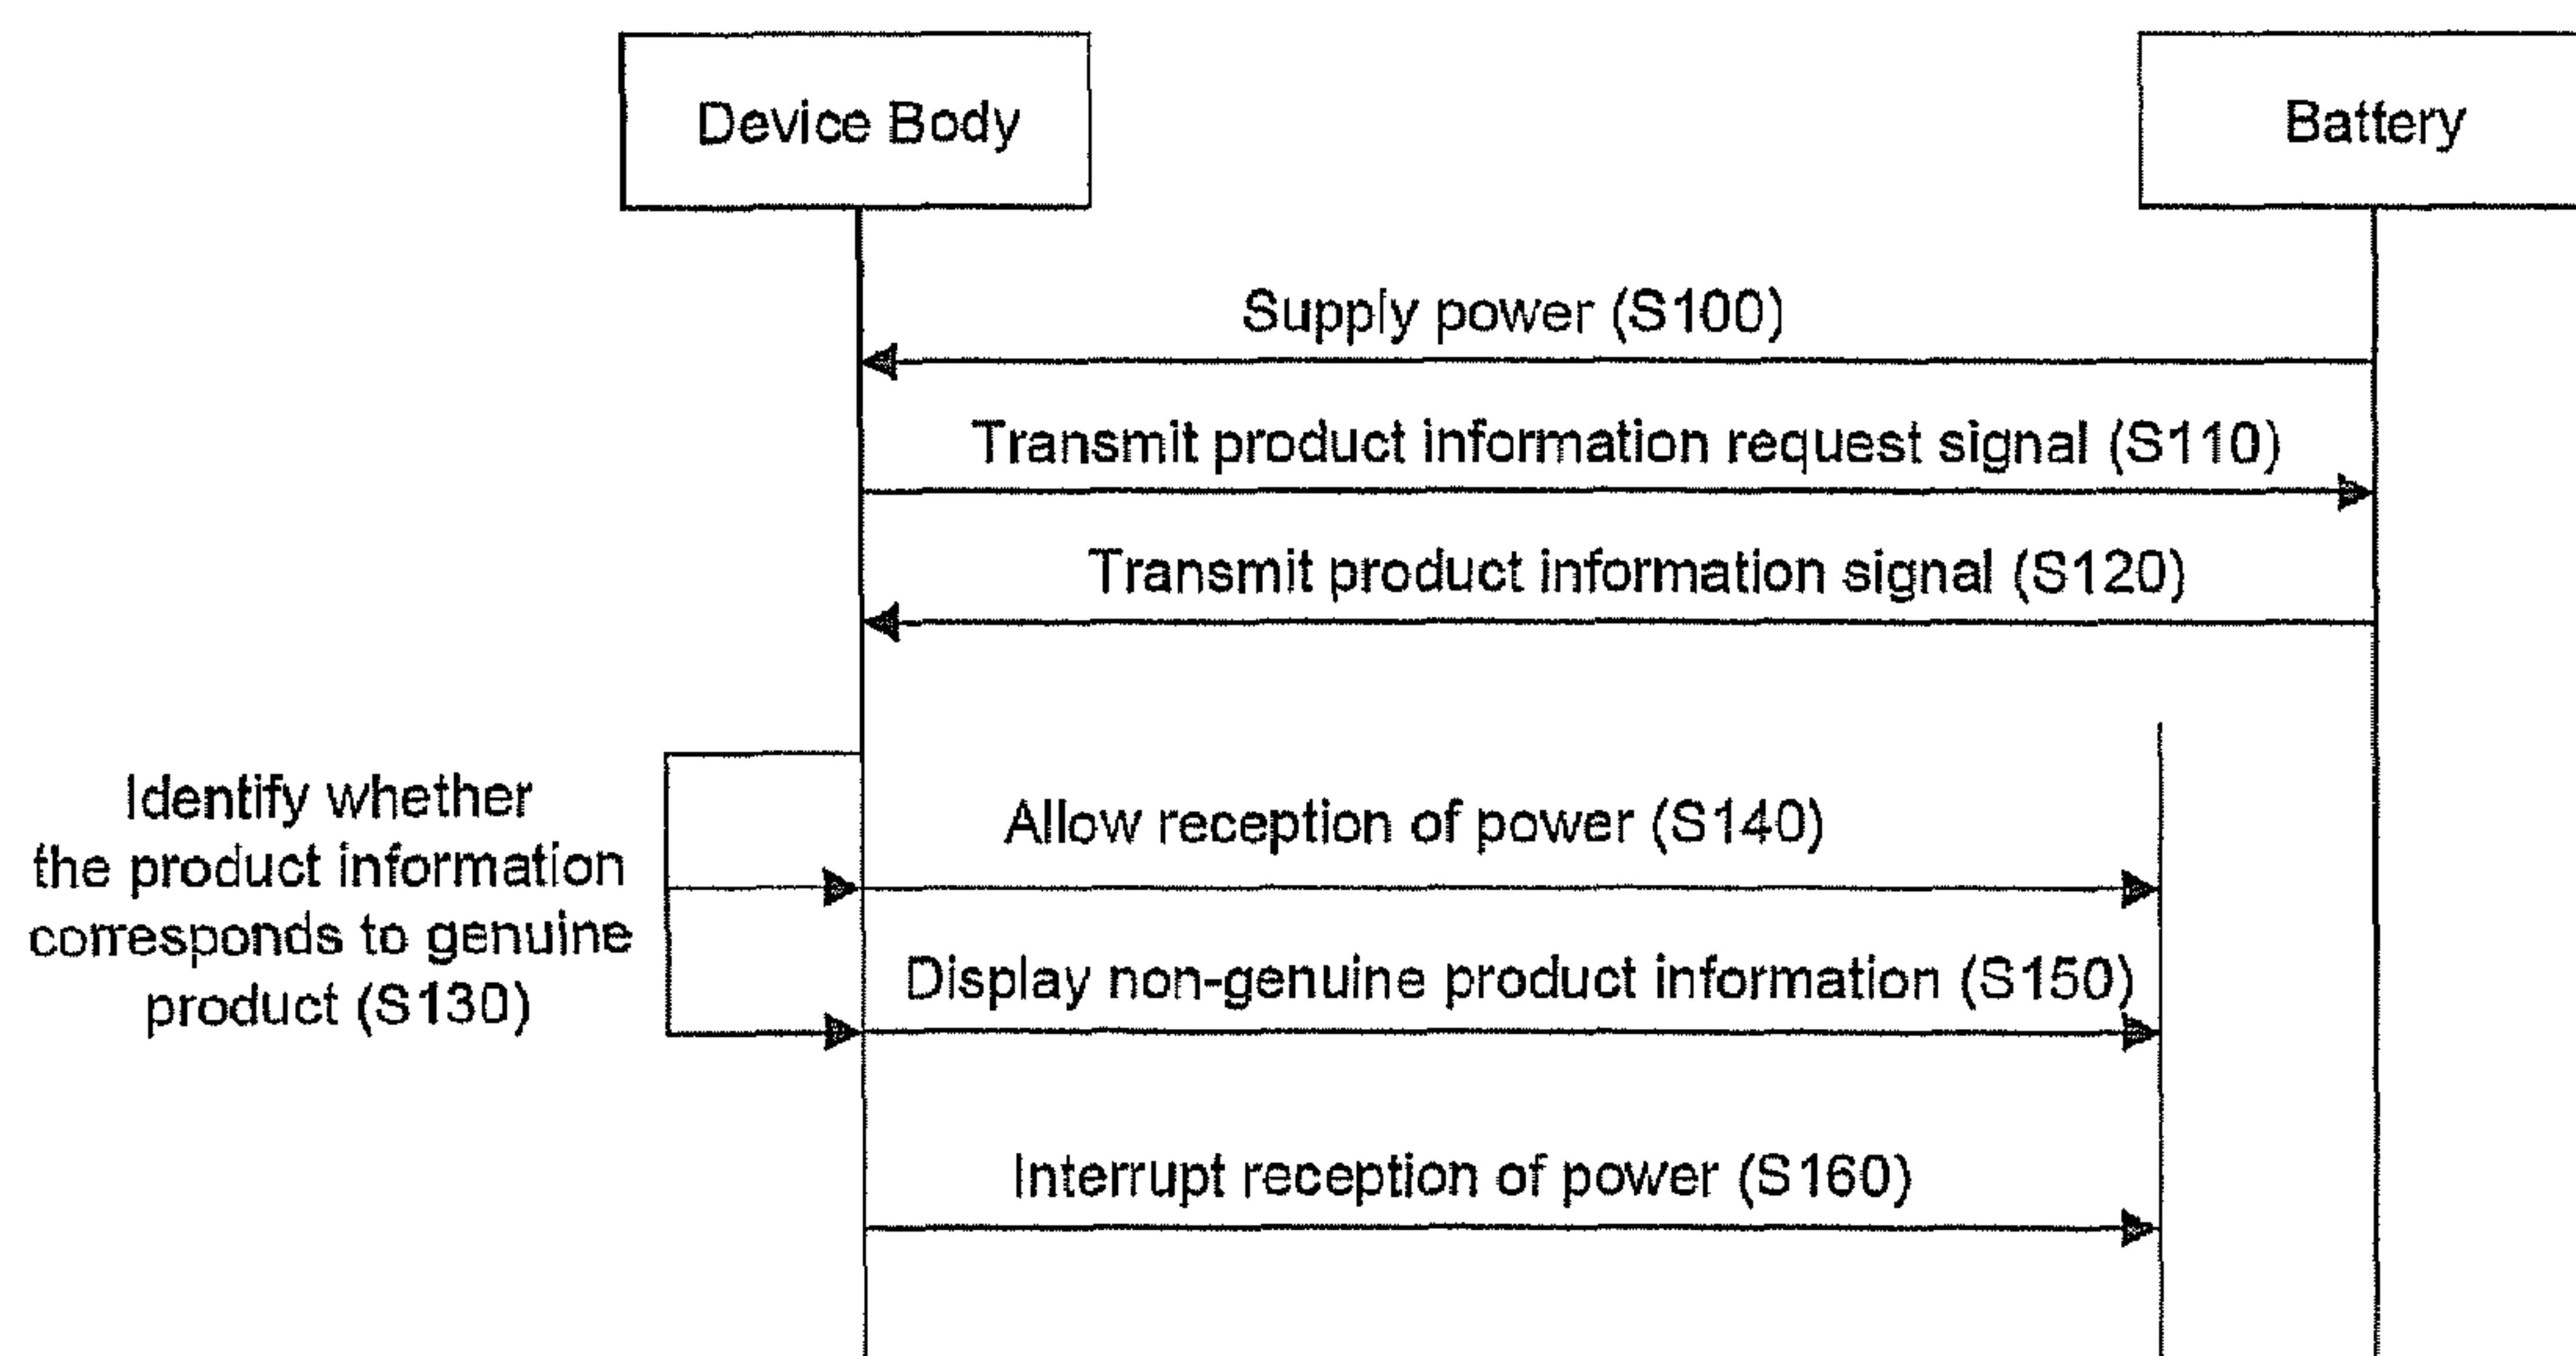 Device Body
Battery
Supply power (S100)
Transmit product information request signal (S110)
Transmit product information signal (S120)
Identify whether
the product information
corresponds to genuine
product (S130)
Allow reception of power (S140)
Display non-genuine product information (S150)
Interrupt reception of power (S160)